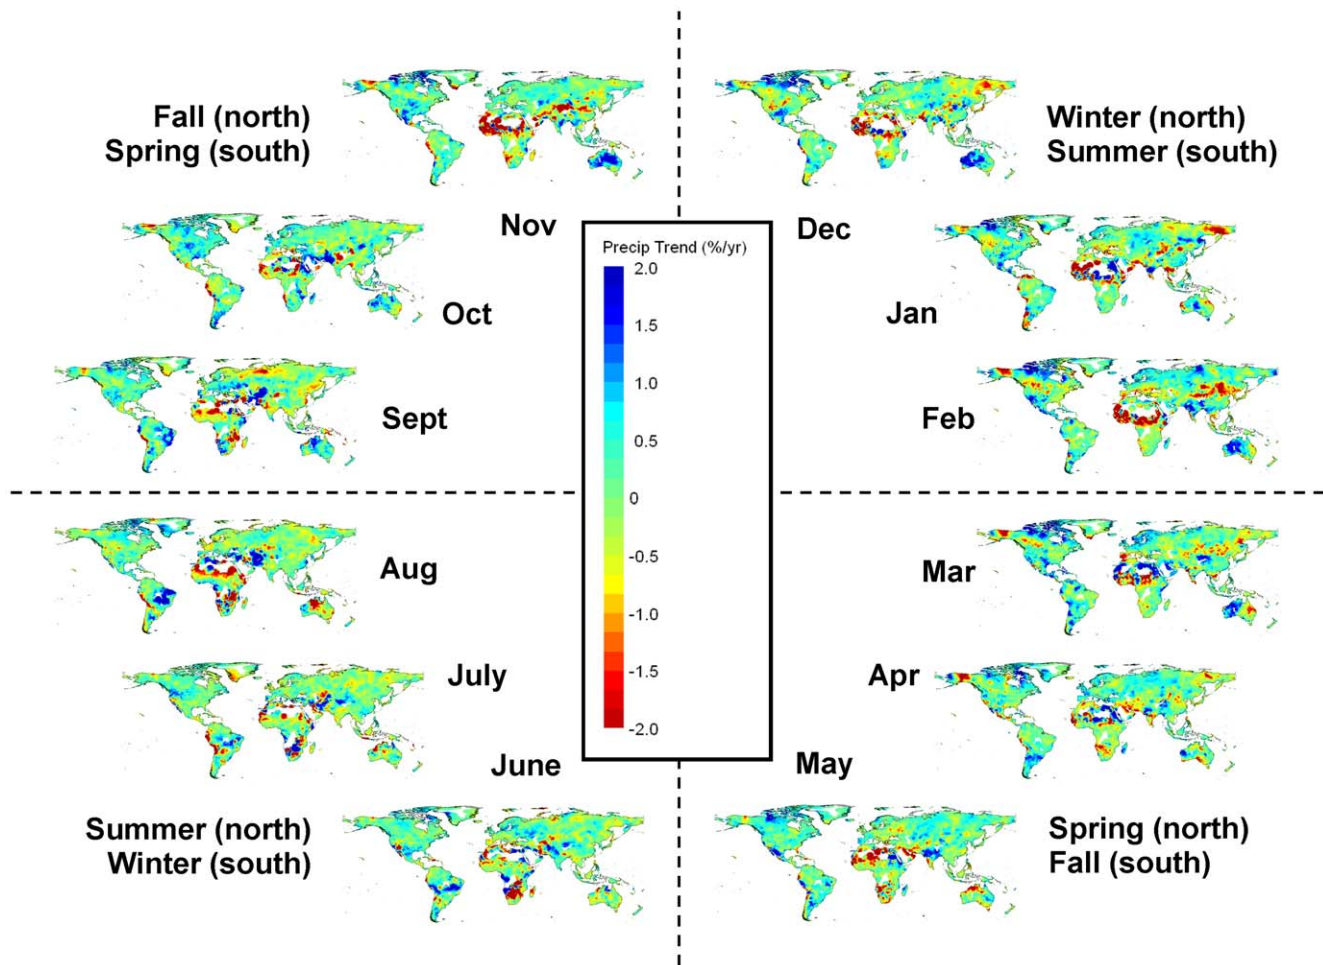 Fall (north)
Spring (south)
Winter (north)
Summer (south)
Nov
Dec
Oct
Jan
Sept
Feb
Precip Trend (%/yr)
2.0
1.5
1.0
0.5
0
-0.5
-1.0
-1.5
-2.0
Aug
Mar
July
Apr
June
May
Summer (north)
Winter (south)
Spring (north)
Fall (south)